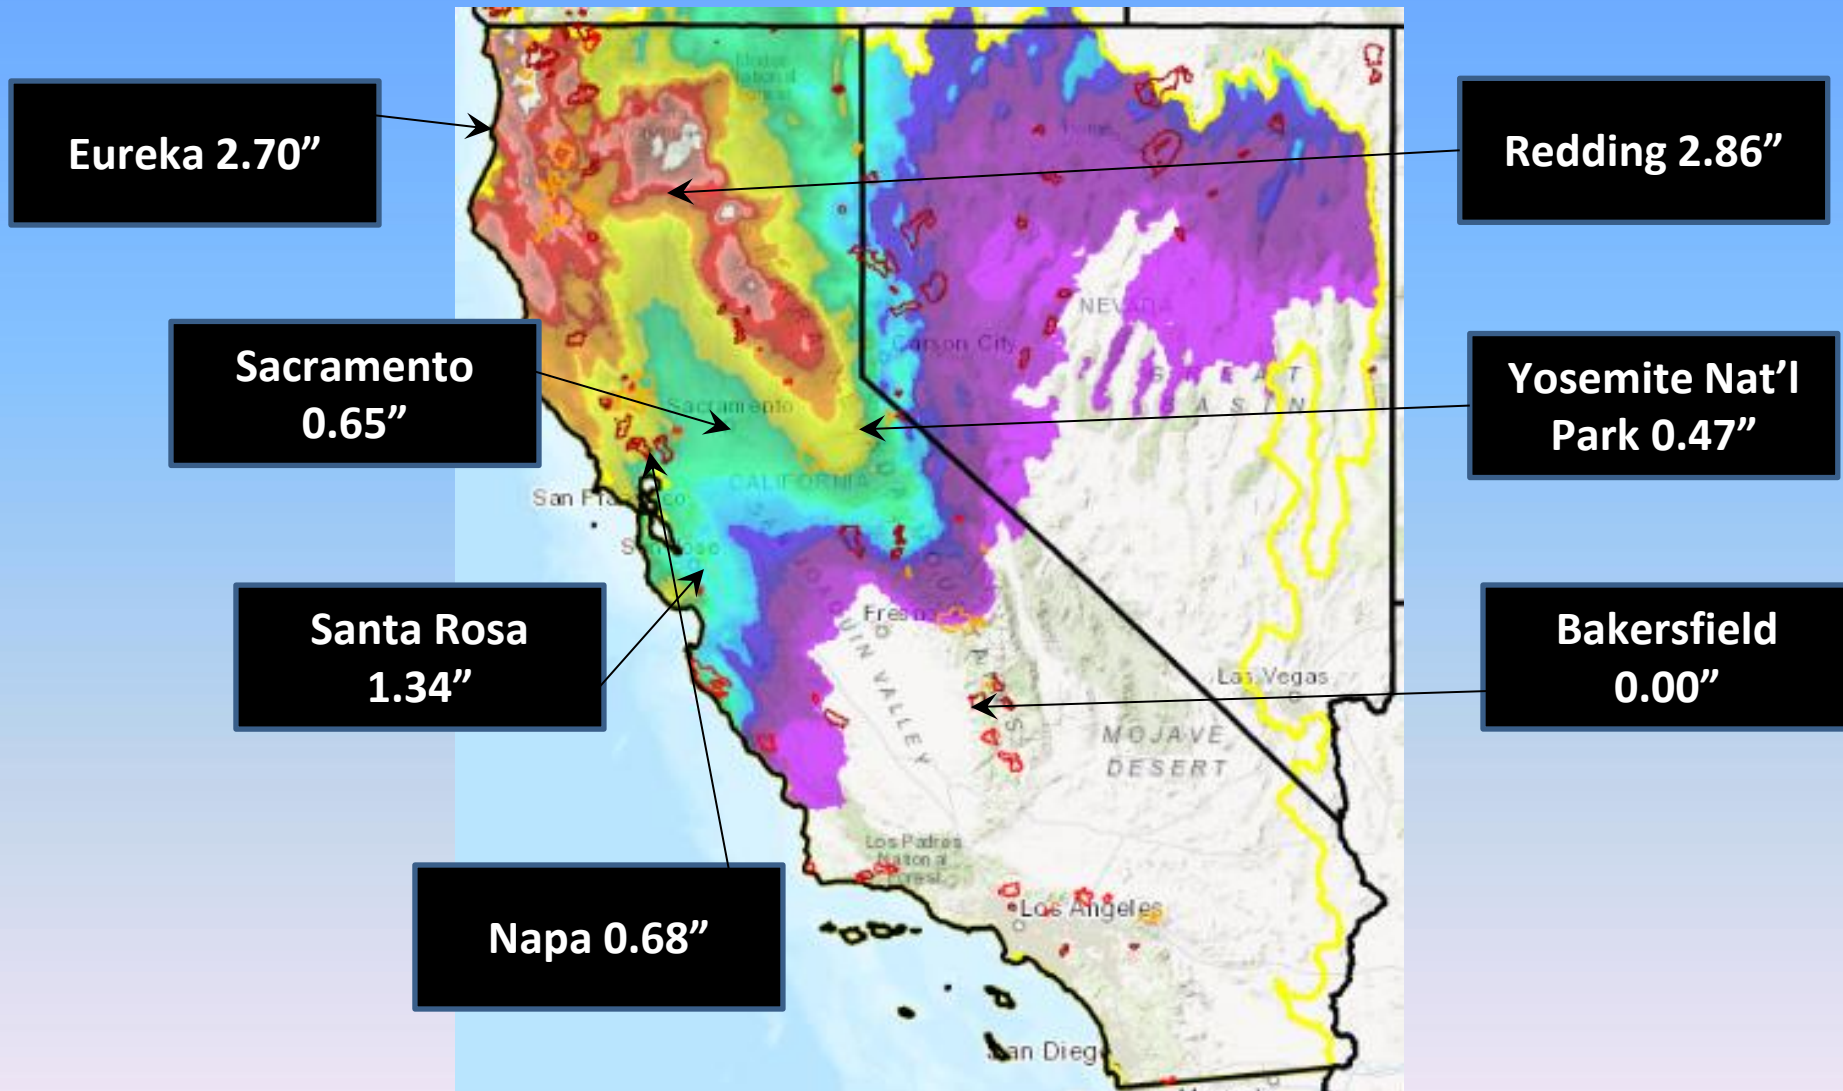 Eureka 2.70”
Redding 2.86”
Sacramento
0.65”
Yosemite Nat’l
Park 0.47”
Santa Rosa
1.34”
Bakersfield
0.00”
Napa 0.68”
NEVADA
Carson City
GREAT
BASIN
Sacramento
CALIFORNIA
San Francisco
San Jose
Fresno
VALLEY
Las Vegas
MOJAVE
DESERT
Los Padres
National
Forest
Los Angeles
San Diego